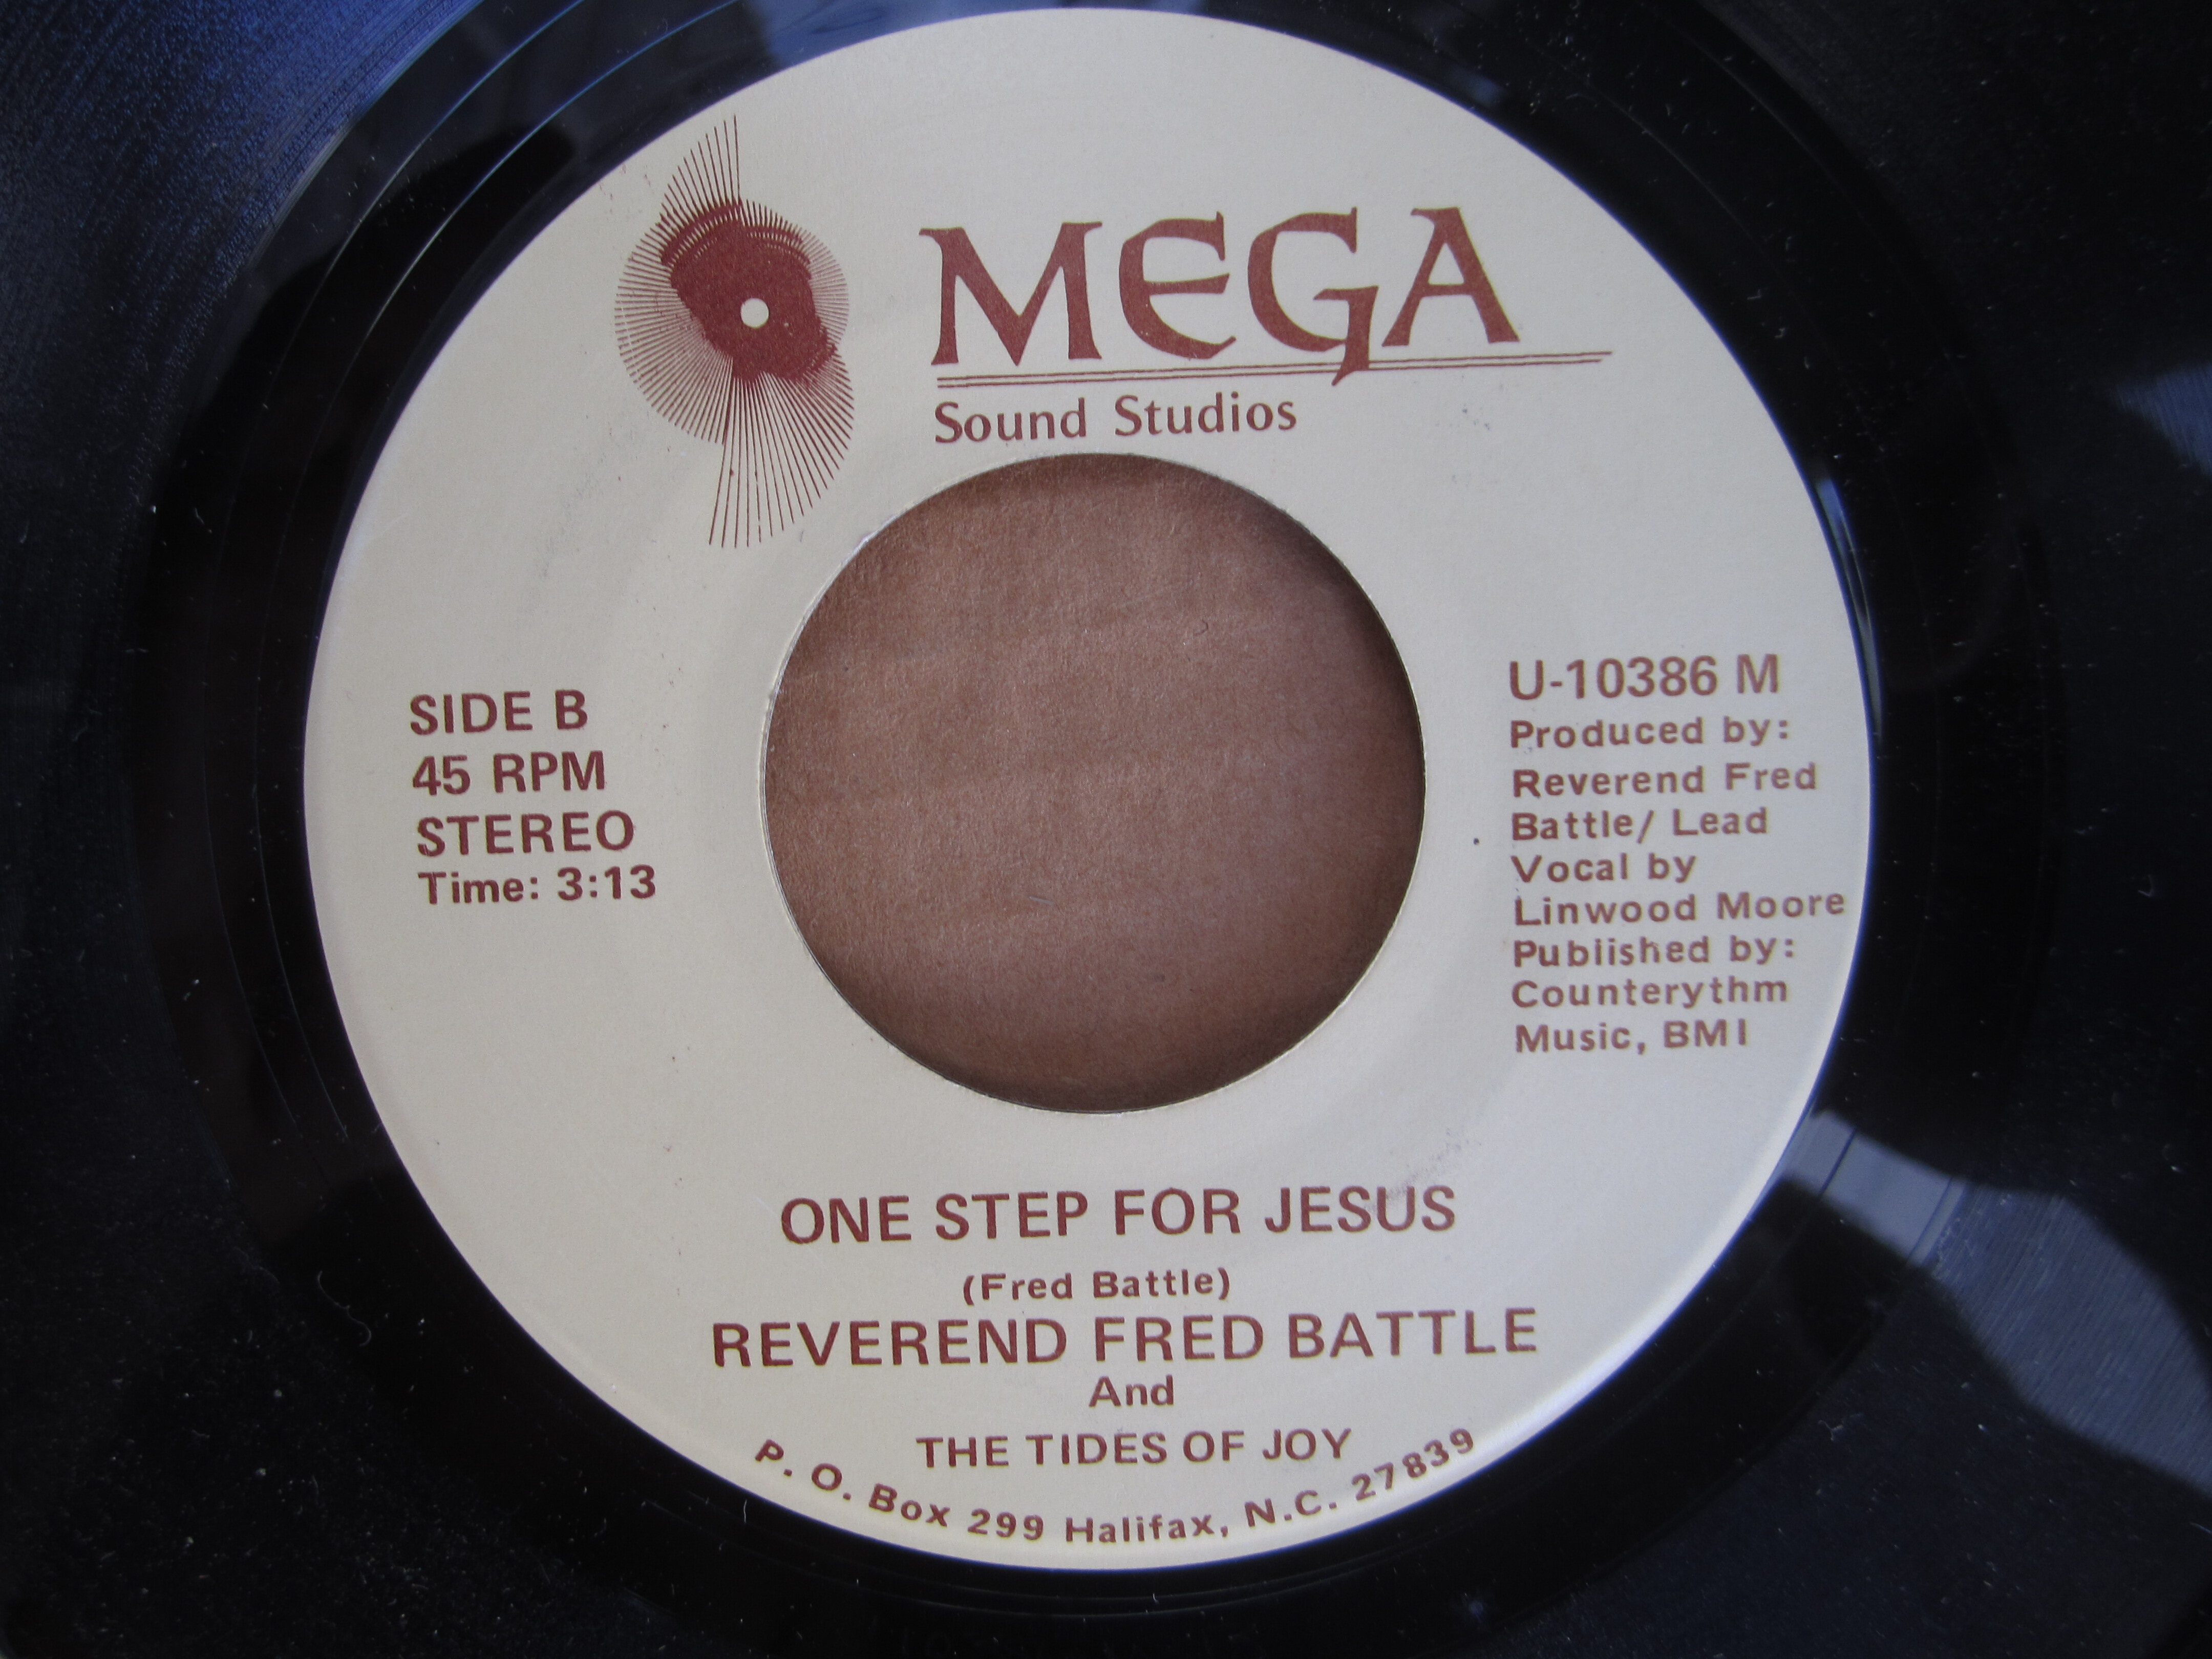 MEGA
Sound Studios
SIDE B
45 RPM
STEREO
Time: 3:13
U-10386 M
Produced by:
Reverend Fred
Battle/ Lead
Vocal by
Linwood Moore
Published by:
Counterythm
Music, BMI
ONE STEP FOR JESUS
(Fred Battle)
REVEREND FRED BATTLE
And
THE TIDES OF JOY
P. O. Box 299 Halifax, N.C. 27839